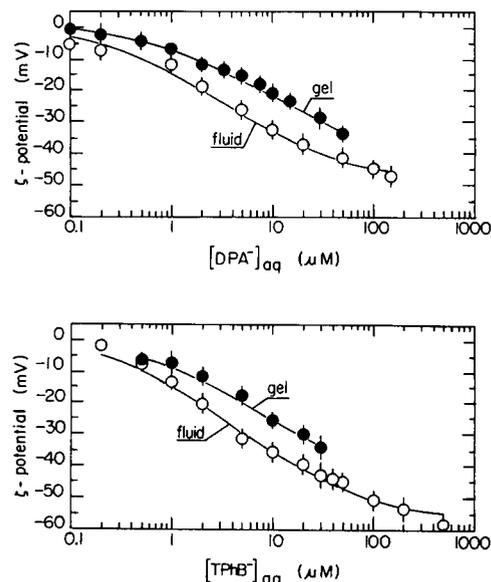 0
-10
-20
-30
-40
-50
-60
ζ - potential (mV)
gel
fluid
0.1 1 10 100 1000
[DPA⁻]aq (μM)
0
-10
-20
-30
-40
-50
-60
ζ - potential (mV)
gel
fluid
0.1 1 10 100 1000
[TPhB⁻]aq (μM)